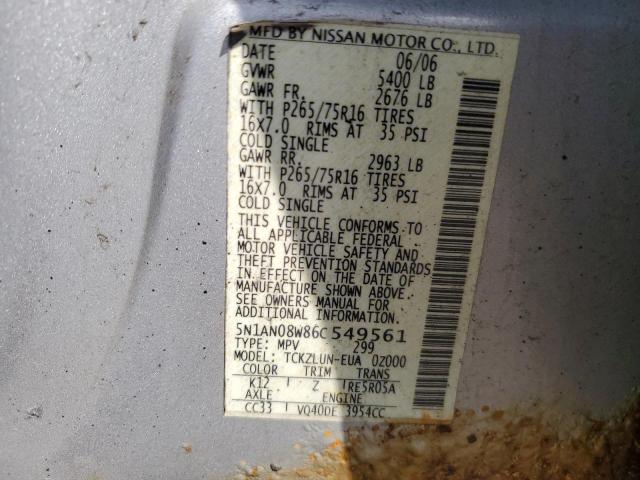 MFD BY NISSAN MOTOR CO., LTD.
DATE 06/06
GVWR 5400 LB
GAWR FR. 2676 LB
WITH P265/75R16 TIRES
16X7.0 RIMS AT 35 PSI
COLD SINGLE
GAWR RR. 2963 LB
WITH P265/75R16 TIRES
16X7.0 RIMS AT 35 PSI
COLD SINGLE
THIS VEHICLE CONFORMS TO
ALL APPLICABLE FEDERAL
MOTOR VEHICLE SAFETY AND
THEFT PREVENTION STANDARDS
IN EFFECT ON THE DATE OF
MANUFACTURE SHOWN ABOVE.
SEE OWNERS MANUAL FOR
ADDITIONAL INFORMATION.
5N1AN08W86C549561
TYPE: MPV 299
MODEL: TCKZLUN-EUA 0Z000
COLOR TRIM TRANS
K12 Z RE5R05A
AXLE ENGINE
CC33 VQ40DE 3954CC